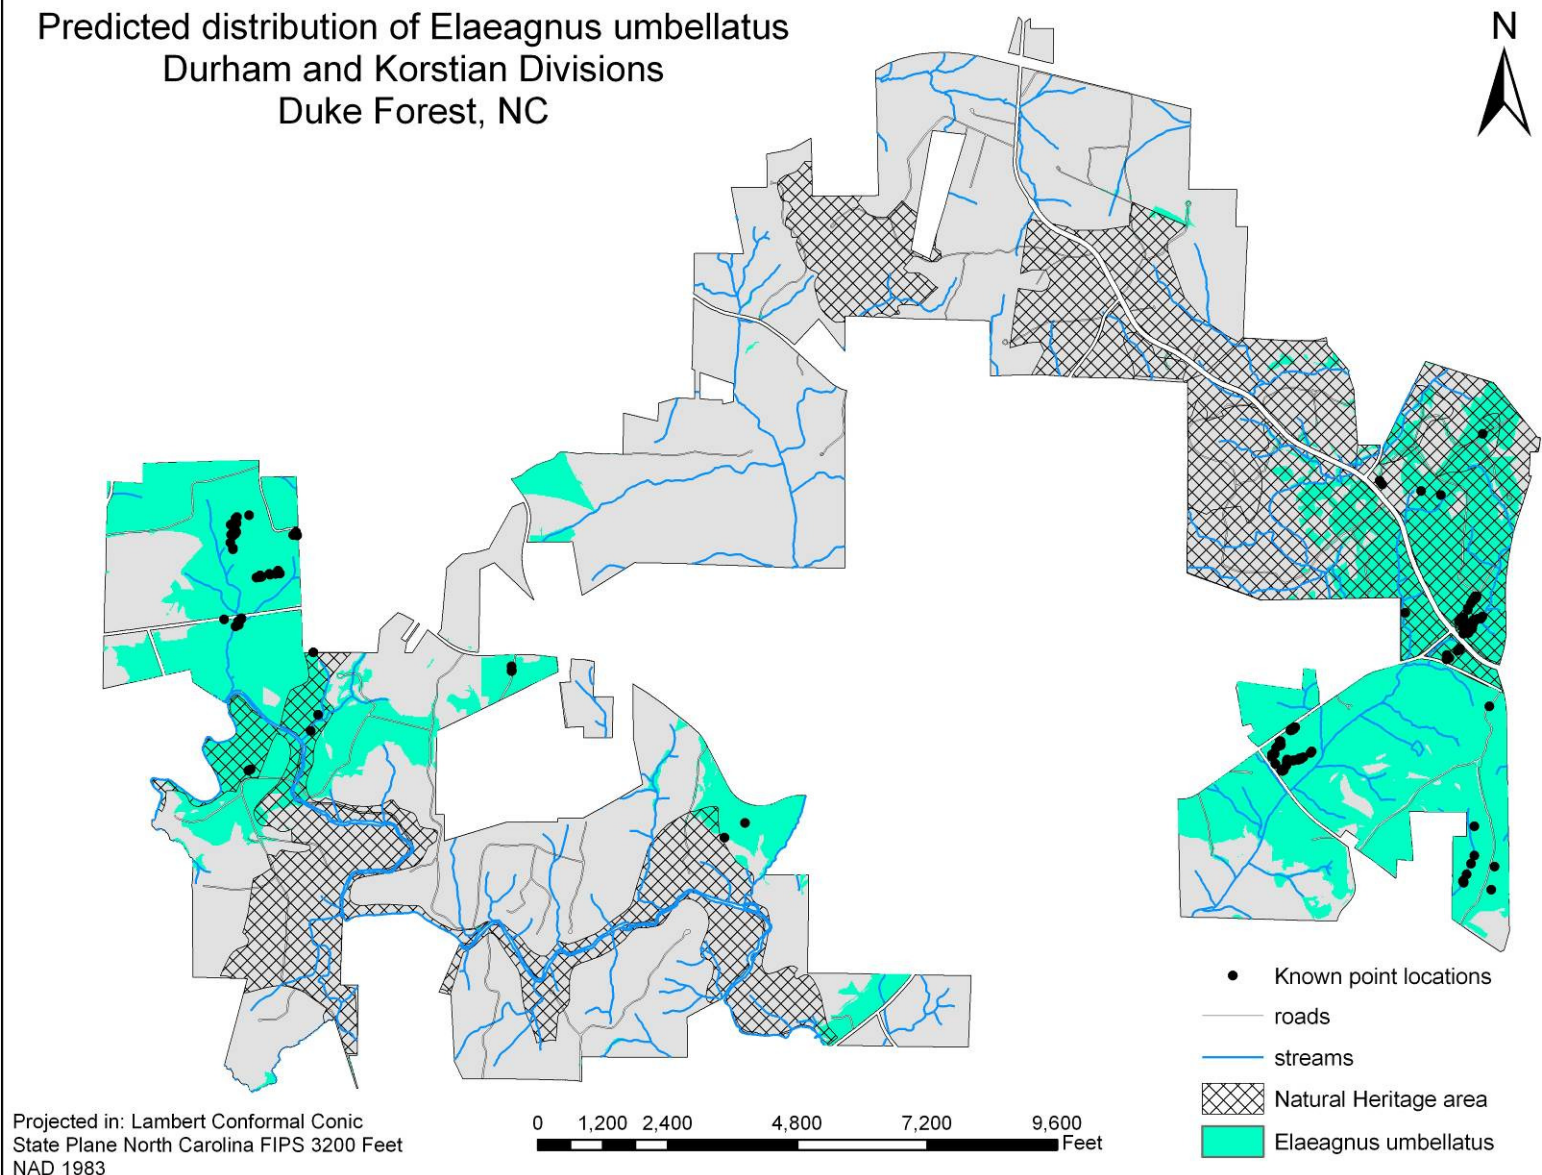 Predicted distribution of Elaeagnus umbellatus
Durham and Korstian Divisions
Duke Forest, NC
N
Known point locations
roads
streams
Natural Heritage area
Elaeagnus umbellatus
Projected in: Lambert Conformal Conic
State Plane North Carolina FIPS 3200 Feet
NAD 1983
0 1,200 2,400 4,800 7,200 9,600
Feet